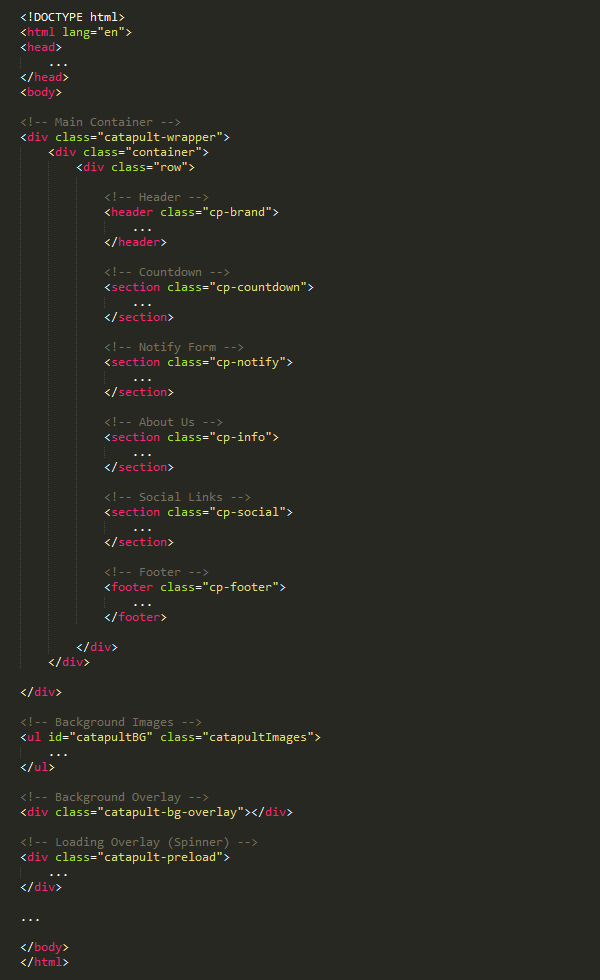 <!DOCTYPE html>
<html lang="en">
<head>
    ...
</head>
<body>

<!-- Main Container -->
<div class="catapult-wrapper">
    <div class="container">
        <div class="row">

            <!-- Header -->
            <header class="cp-brand">
                ...
            </header>

            <!-- Countdown -->
            <section class="cp-countdown">
                ...
            </section>

            <!-- Notify Form -->
            <section class="cp-notify">
                ...
            </section>

            <!-- About Us -->
            <section class="cp-info">
                ...
            </section>

            <!-- Social Links -->
            <section class="cp-social">
                ...
            </section>

            <!-- Footer -->
            <footer class="cp-footer">
                ...
            </footer>

        </div>
    </div>

</div>

<!-- Background Images -->
<ul id="catapultBG" class="catapultImages">
    ...
</ul>

<!-- Background Overlay -->
<div class="catapult-bg-overlay"></div>

<!-- Loading Overlay (Spinner) -->
<div class="catapult-preload">
    ...
</div>

...

</body>
</html>